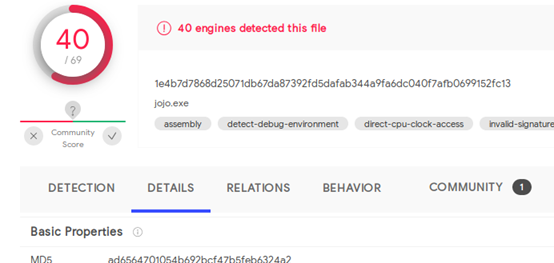 40
/ 69
?
Community
Score
40 engines detected this file
1e4b7d7868d25071db67da87392fd5dafab344a9fa6dc040f7afb0699152fc13
jojo.exe
assembly detect-debug-environment direct-cpu-clock-access invalid-signature
DETECTION DETAILS RELATIONS BEHAVIOR COMMUNITY 1
Basic Properties
MD5 ad6564701054b692bcf47b5feb6324a2